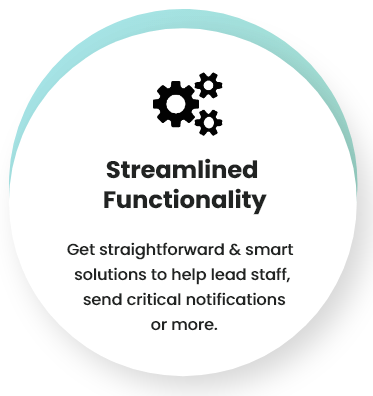 Streamlined
Functionality
Get straightforward & smart
solutions to help lead staff,
send critical notifications
or more.